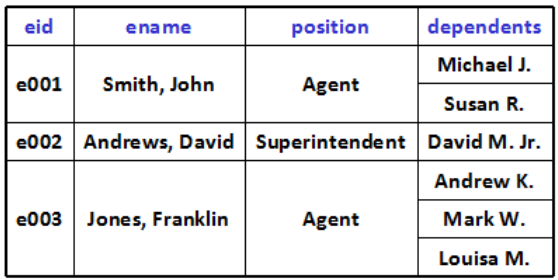 eid ename position dependents
e001 Smith, John Agent Michael J.
Susan R.
e002 Andrews, David Superintendent David M. Jr.
e003 Jones, Franklin Agent Andrew K.
Mark W.
Louisa M.